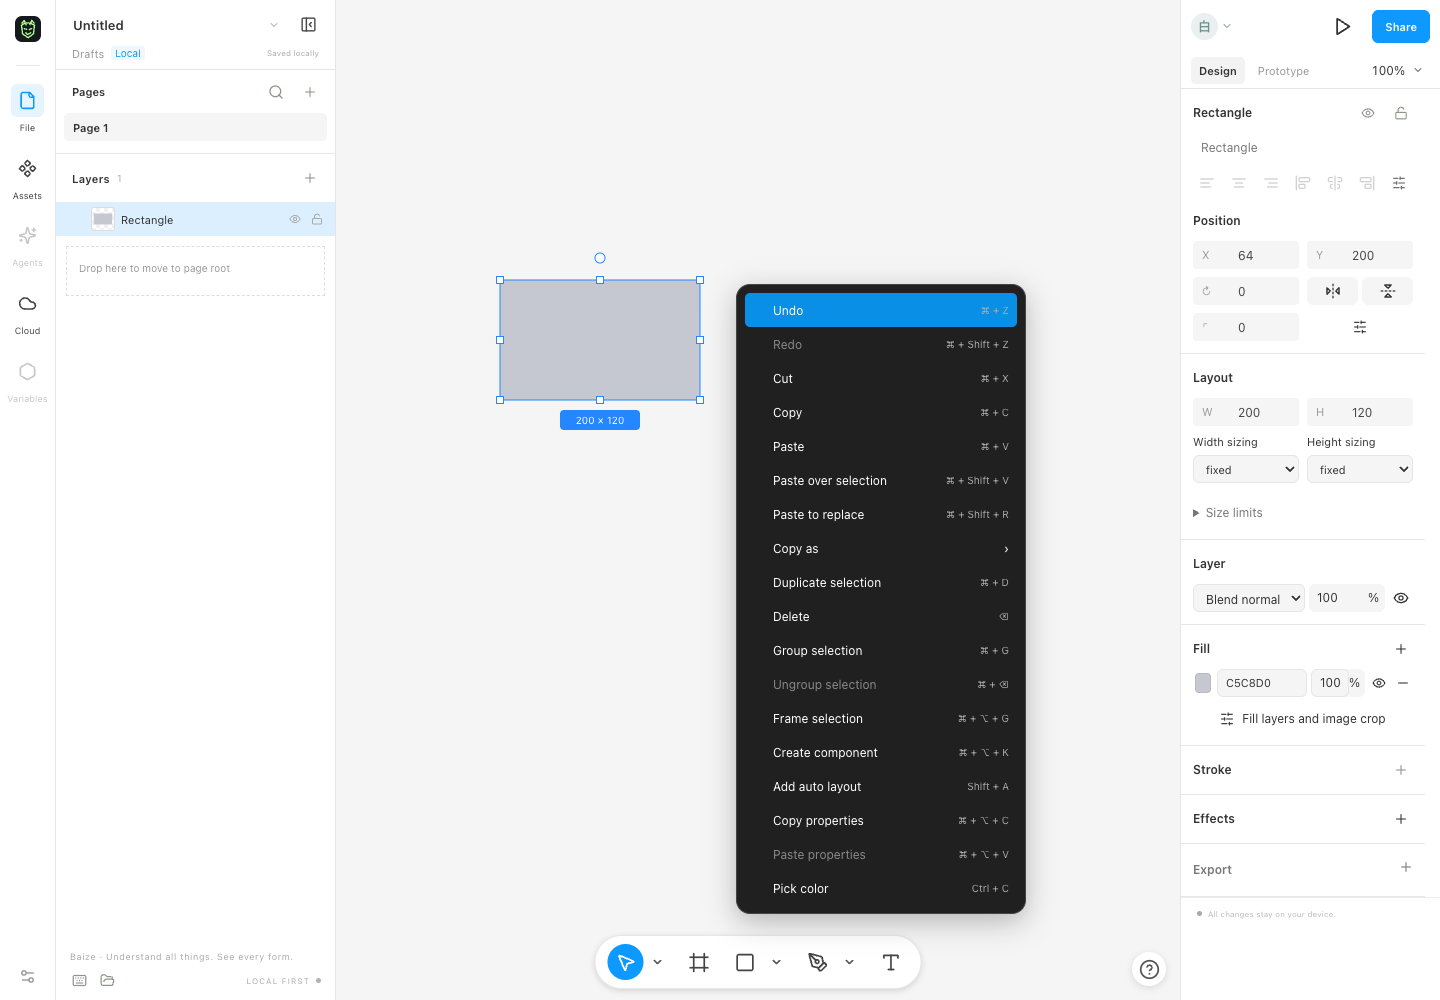 Untitled
Drafts Local Saved locally
File
Assets
Agents
Cloud
Variables
Pages
Page 1
Layers 1
Rectangle
Drop here to move to page root
Baize · Understand all things. See every form.
LOCAL FIRST
200 × 120
Undo ⌘ + Z
Redo ⌘ + Shift + Z
Cut ⌘ + X
Copy ⌘ + C
Paste ⌘ + V
Paste over selection ⌘ + Shift + V
Paste to replace ⌘ + Shift + R
Copy as ›
Duplicate selection ⌘ + D
Delete ⌫
Group selection ⌘ + G
Ungroup selection ⌘ + ⌫
Frame selection ⌘ + ⌥ + G
Create component ⌘ + ⌥ + K
Add auto layout Shift + A
Copy properties ⌘ + ⌥ + C
Paste properties ⌘ + ⌥ + V
Pick color Ctrl + C
白 Share
Design Prototype 100%
Rectangle
Rectangle
Position
X 64 Y 200
0
0
Layout
W 200 H 120
Width sizing Height sizing
fixed fixed
Size limits
Layer
Blend normal 100 %
Fill
C5C8D0 100 %
Fill layers and image crop
Stroke
Effects
Export
All changes stay on your device.